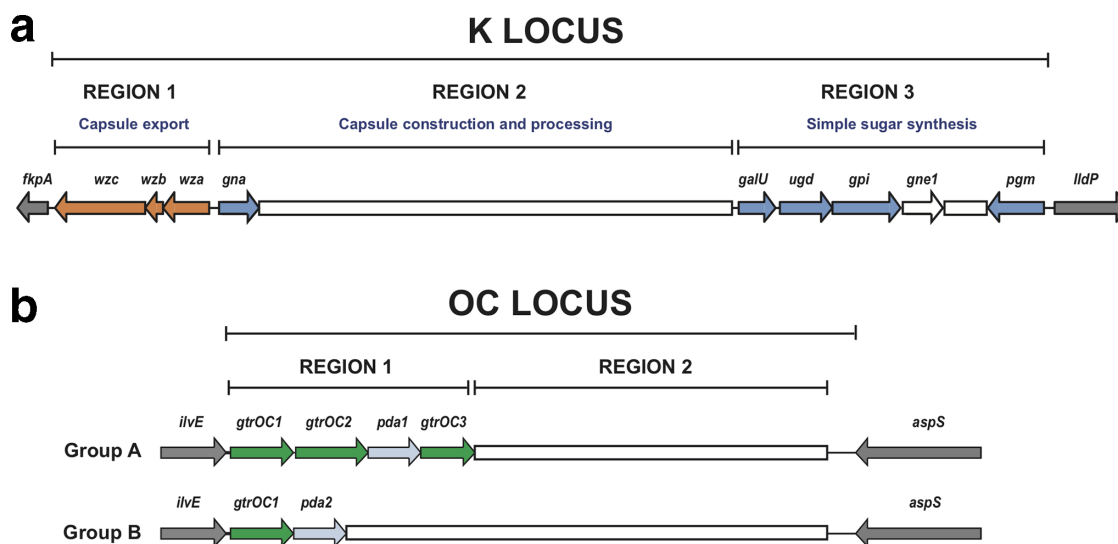 a
K LOCUS
REGION 1 REGION 2 REGION 3
Capsule export Capsule construction and processing Simple sugar synthesis
fkpA wzc wzb wza gna galU ugd gpi gne1 pgm lldP
b
OC LOCUS
REGION 1 REGION 2
ilvE gtrOC1 gtrOC2 pda1 gtrOC3 aspS
Group A
ilvE gtrOC1 pda2 aspS
Group B